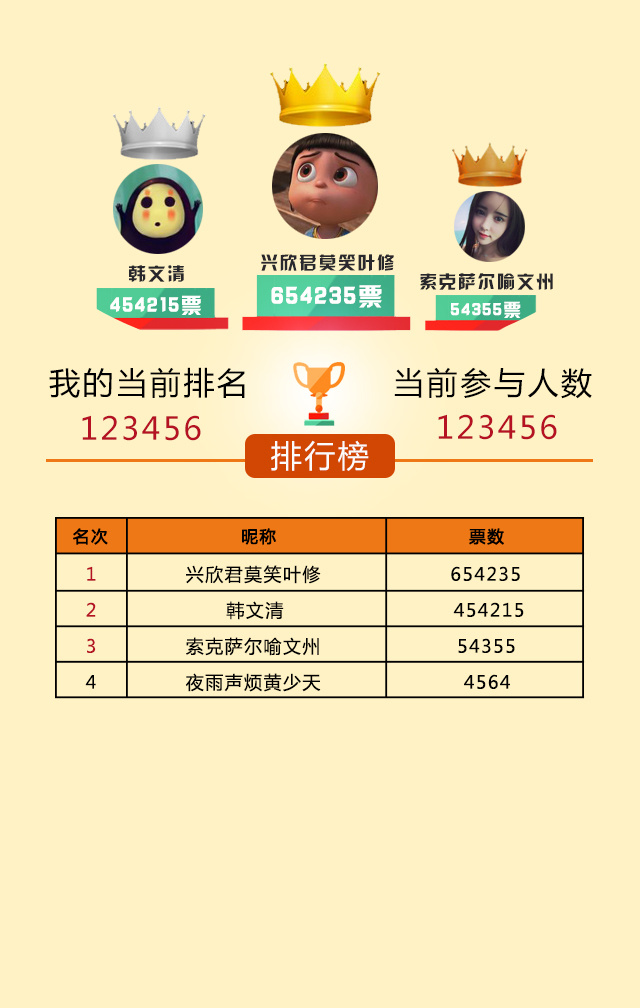 韩文清
454215票
兴欣君莫笑叶修
654235票
索克萨尔喻文州
54355票
我的当前排名
123456
当前参与人数
123456
排行榜
名次 昵称 票数
1 兴欣君莫笑叶修 654235
2 韩文清 454215
3 索克萨尔喻文州 54355
4 夜雨声烦黄少天 4564